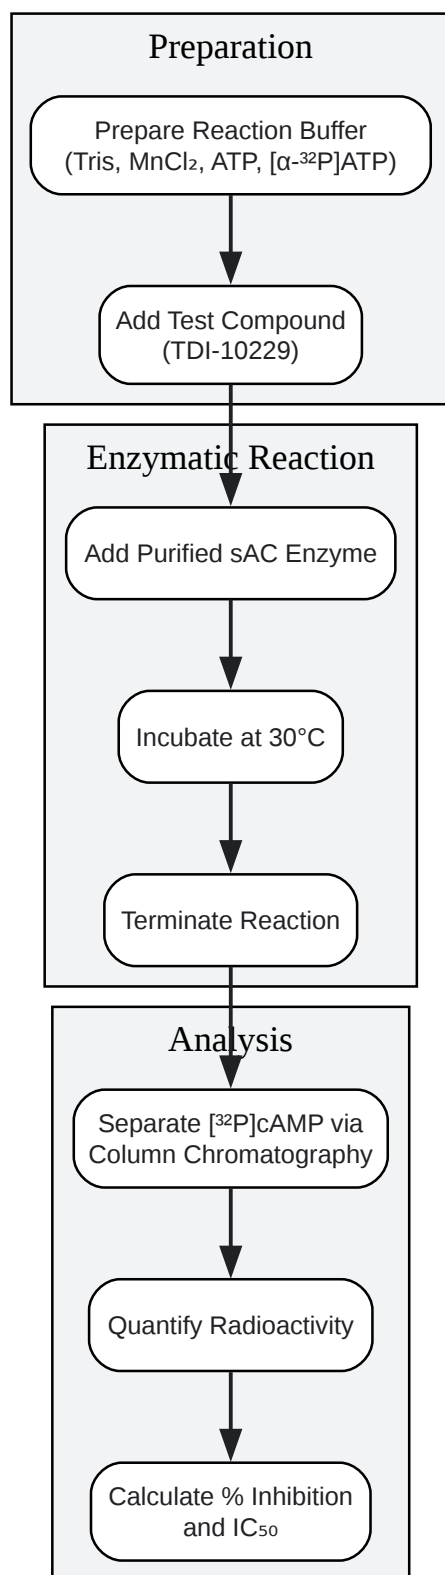 Preparation
Prepare Reaction Buffer
(Tris, MnCl₂, ATP, [α-³²P]ATP)
Add Test Compound
(TDI-10229)
Enzymatic Reaction
Add Purified sAC Enzyme
Incubate at 30°C
Terminate Reaction
Analysis
Separate [³²P]cAMP via
Column Chromatography
Quantify Radioactivity
Calculate % Inhibition
and IC₅₀